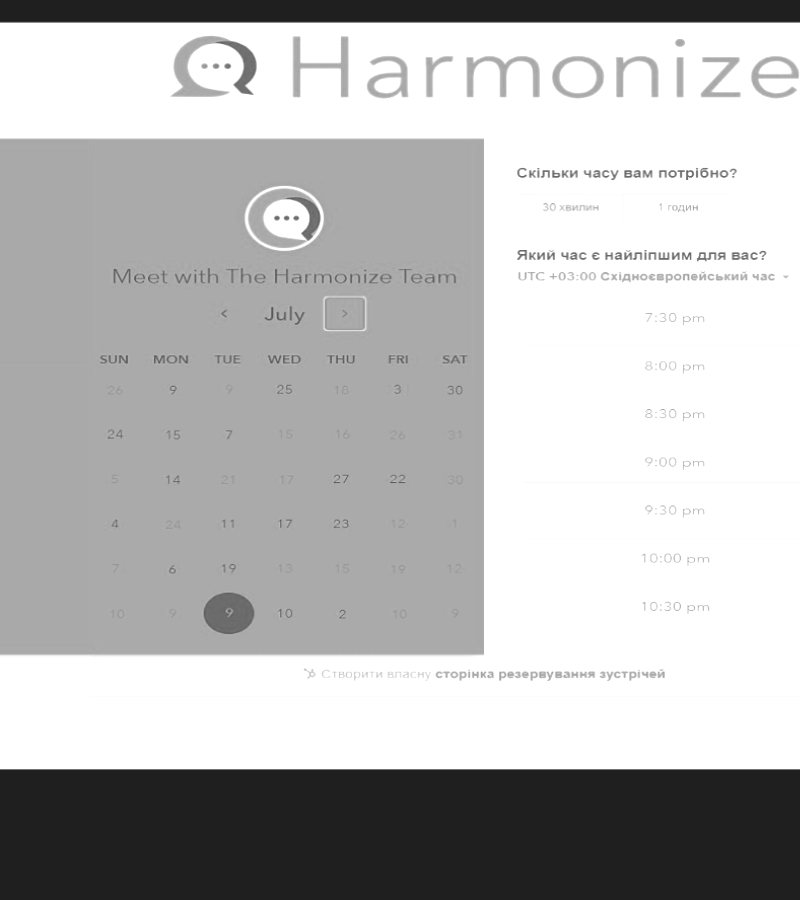 Harmonize
Meet with The Harmonize Team
July
SUN MON TUE WED THU FRI SAT
26 9 9 25 18 3 30
24 15 7 15 16 26 31
5 14 21 17 27 22 30
4 24 11 17 23 12 1
7 6 19 13 15 19 12
10 9 9 10 2 10 9
Скільки часу вам потрібно?
30 хвилин 1 годин
Який час є найліпшим для вас?
UTC +03:00 Східноєвропейський час
7:30 pm
8:00 pm
8:30 pm
9:00 pm
9:30 pm
10:00 pm
10:30 pm
Створити власну сторінка резервування зустрічей